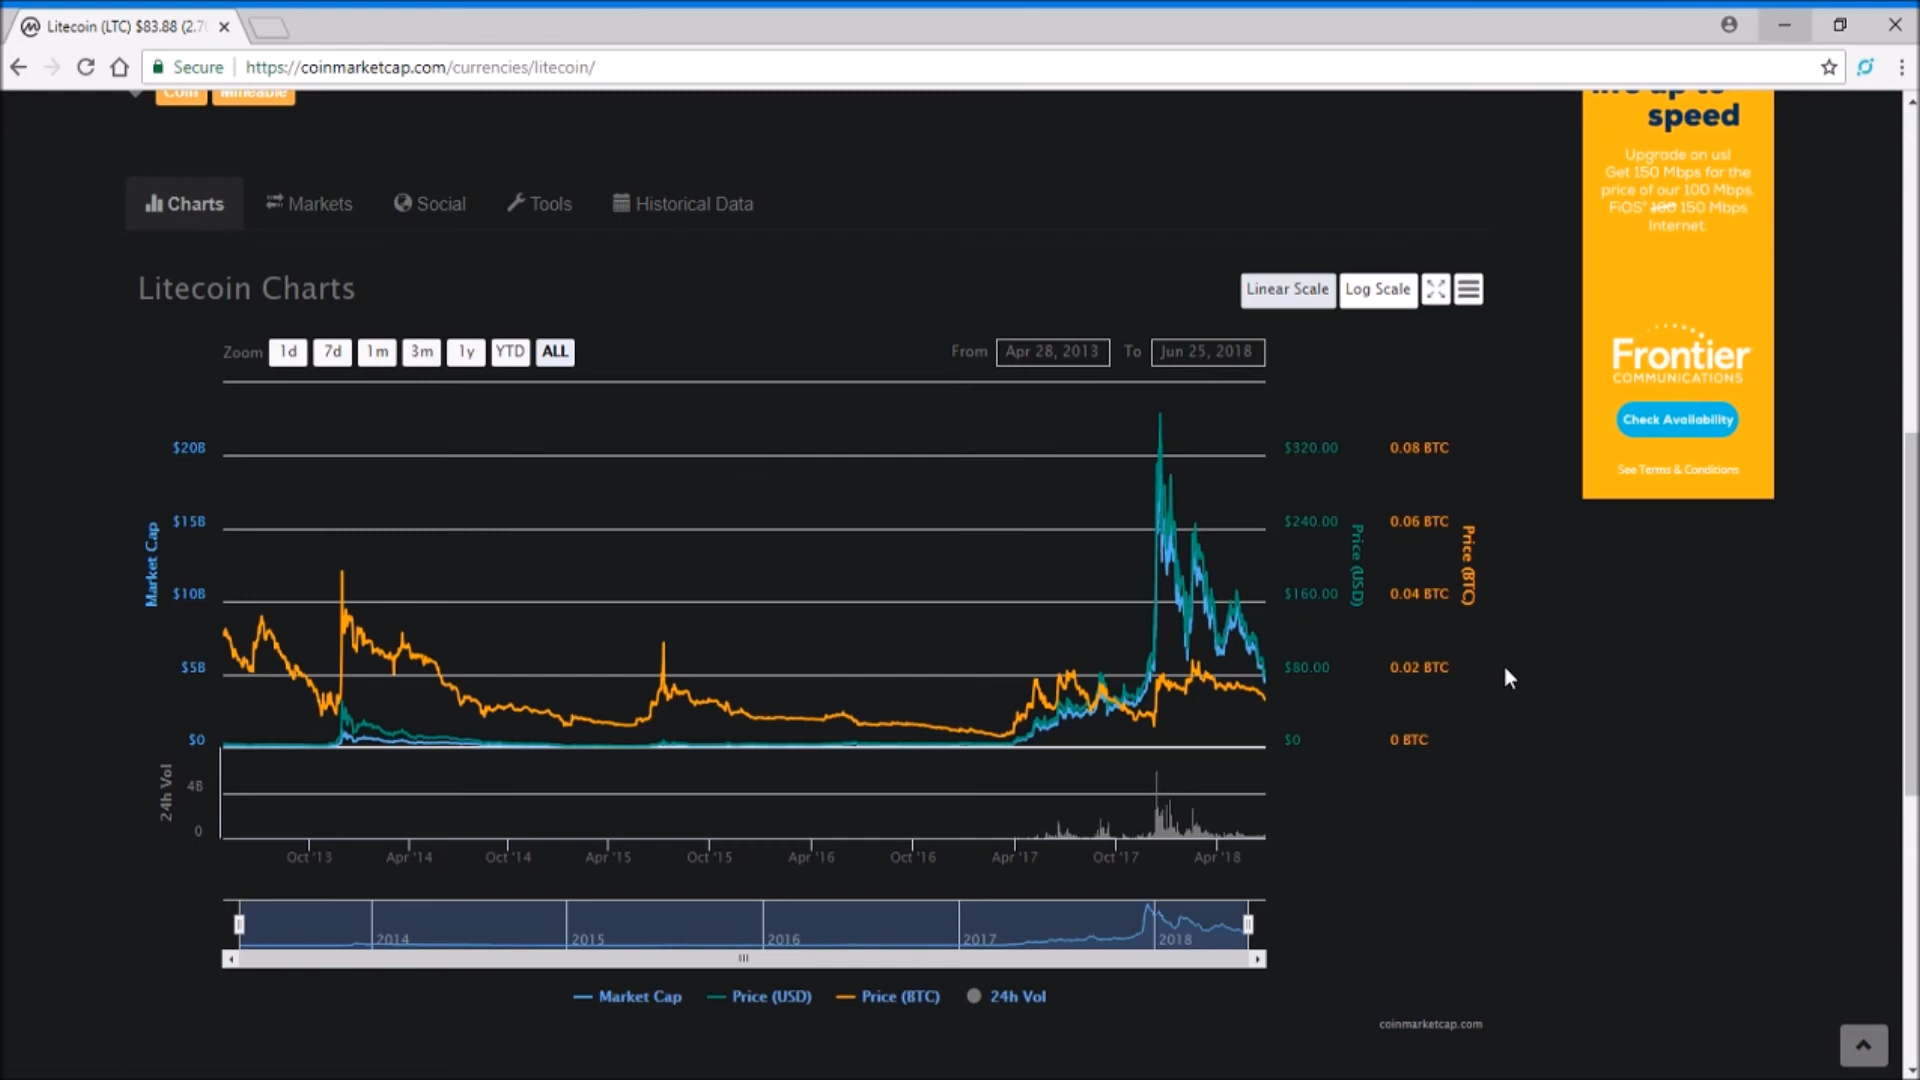 Litecoin (LTC) $83.88 (2.7
Secure
https://coinmarketcap.com/currencies/litecoin/
Coin
Mineable
Charts
Markets
Social
Tools
Historical Data
Litecoin Charts
Linear Scale
Log Scale
Zoom
1d
7d
1m
3m
1y
YTD
ALL
From
Apr 28, 2013
To
Jun 25, 2018
Market Cap
$20B
$15B
$10B
$5B
$0
$320.00
$240.00
$160.00
$80.00
$0
Price (USD)
0.08 BTC
0.06 BTC
0.04 BTC
0.02 BTC
0 BTC
Price (BTC)
24h Vol
4B
0
Oct '13
Apr '14
Oct '14
Apr '15
Oct '15
Apr '16
Oct '16
Apr '17
Oct '17
Apr '18
2014
2015
2016
2017
2018
Market Cap
Price (USD)
Price (BTC)
24h Vol
coinmarketcap.com
up to
speed
Upgrade on us!
Get 150 Mbps for the
price of our 100 Mbps.
FiOS® 100 150 Mbps
Internet.
Frontier
COMMUNICATIONS
Check Availability
See Terms & Conditions